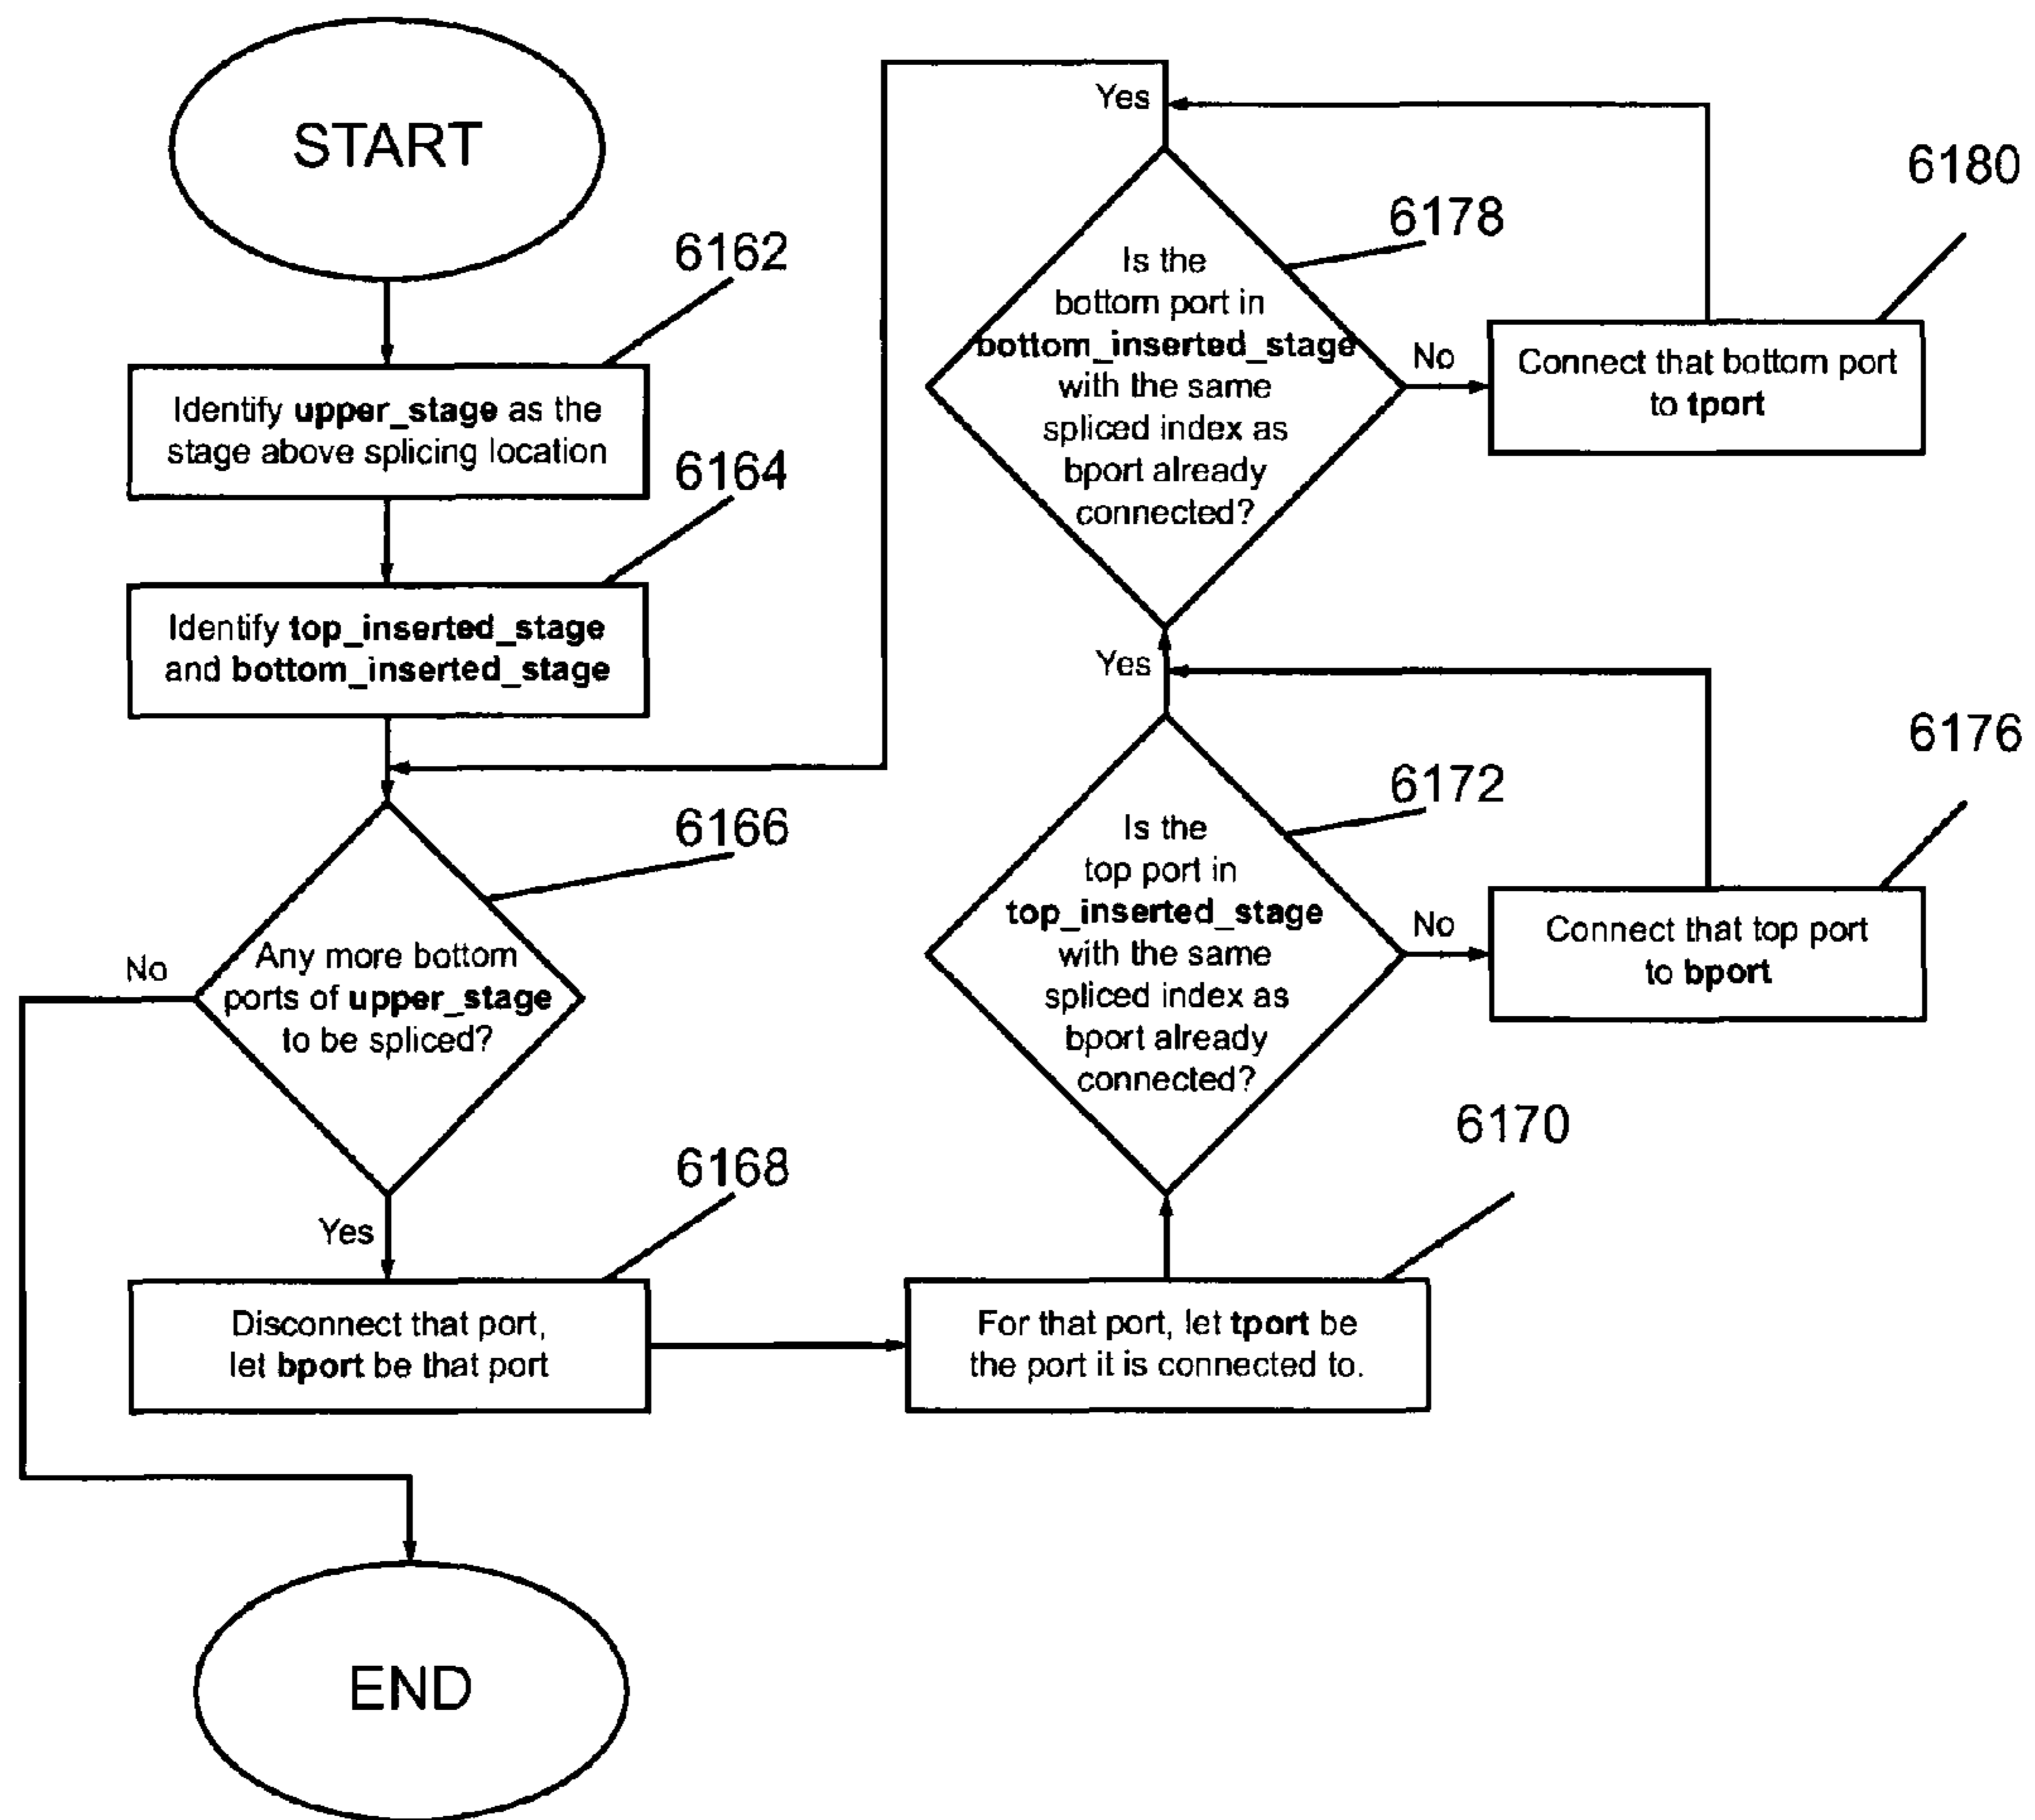 START
6162
Identify upper_stage as the
stage above splicing location
6164
Identify top_inserted_stage
and bottom_inserted_stage
6166
Any more bottom
ports of upper_stage
to be spliced?
No
Yes
6168
Disconnect that port,
let bport be that port
6170
For that port, let tport be
the port it is connected to.
6172
Is the
top port in
top_inserted_stage
with the same
spliced index as
bport already
connected?
No
6176
Connect that top port
to bport
Yes
6178
Is the
bottom port in
bottom_inserted_stage
with the same
spliced index as
bport already
connected?
No
6180
Connect that bottom port
to tport
Yes
END